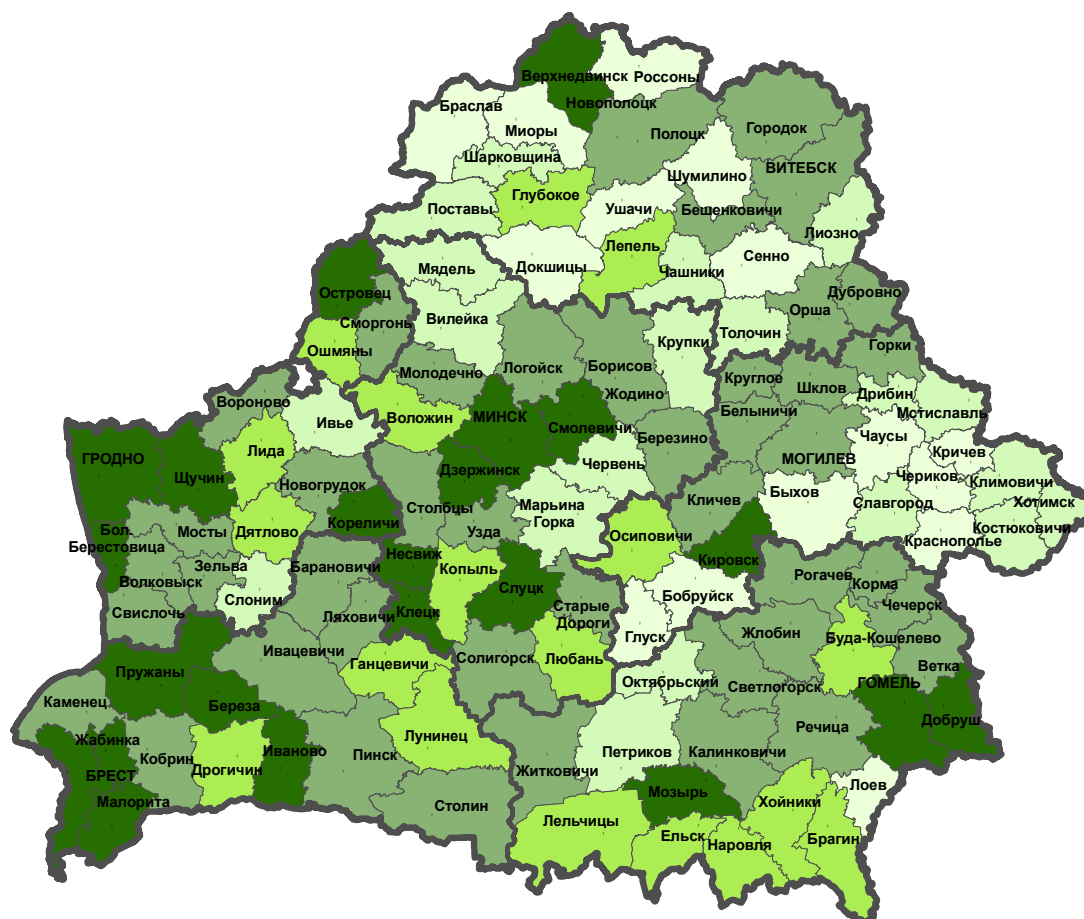 Верхнедвинск
Россоны
Новополоцк
Браслав
Миоры
Полоцк
Городок
Шарковщина
ВИТЕБСК
Шумилино
Глубокое
Поставы
Ушачи
Бешенковичи
Лиозно
Лепель
Сенно
Докшицы
Чашники
Мядель
Островец
Дубровно
Орша
Вилейка
Сморгонь
Толочин
Крупки
Горки
Ошмяны
Логойск
Борисов
Молодечно
Круглое
Шклов
Дрибин
Жодино
Вороново
Белыничи
Мстиславль
Ивье
Воложин
МИНСК
Смолевичи
Березино
Чаусы
Лида
Кричев
ГРОДНО
МОГИЛЕВ
Щучин
Дзержинск
Червень
Чериков
Климовичи
Новогрудок
Быхов
Славгород
Хотимск
Кличев
Столбцы
Марьина
Горка
Бол.
Берестовица
Мосты
Дятлово
Кореличи
Узда
Осиповичи
Костюковичи
Краснополье
Несвиж
Кировск
Зельва
Барановичи
Копыль
Волковыск
Слуцк
Рогачев
Корма
Бобруйск
Слоним
Старые
Дороги
Чечерск
Свислочь
Клецк
Ляховичи
Глуск
Жлобин
Буда-Кошелево
Ивацевичи
Ганцевичи
Солигорск
Любань
Ветка
Пружаны
Октябрьский
Светлогорск
ГОМЕЛЬ
Каменец
Береза
Лунинец
Добруш
Речица
Жабинка
Иваново
Петриков
Калинковичи
Кобрин
Пинск
БРЕСТ
Дрогичин
Житковичи
Мозырь
Лоев
Малорита
Столин
Хойники
Лельчицы
Ельск
Наровля
Брагин